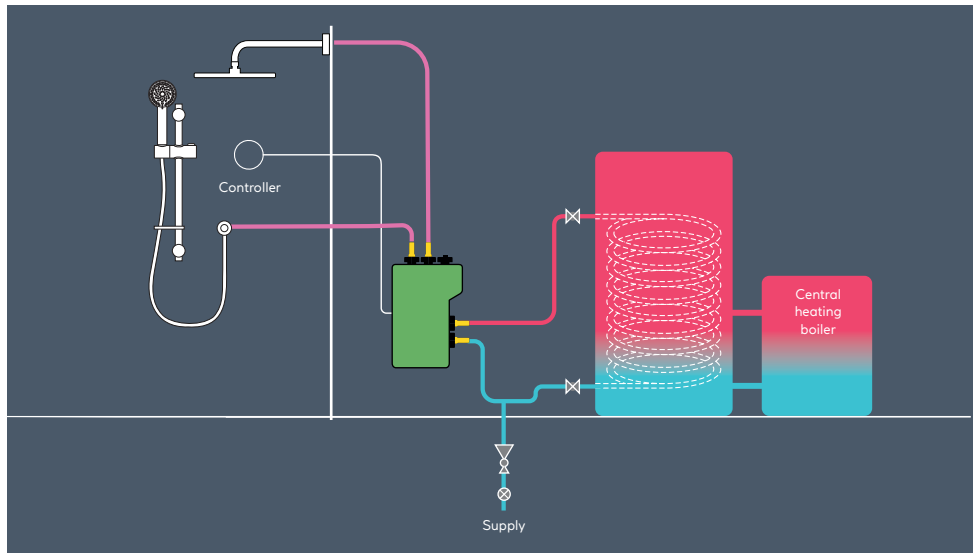 Controller
Central
heating
boiler
Supply